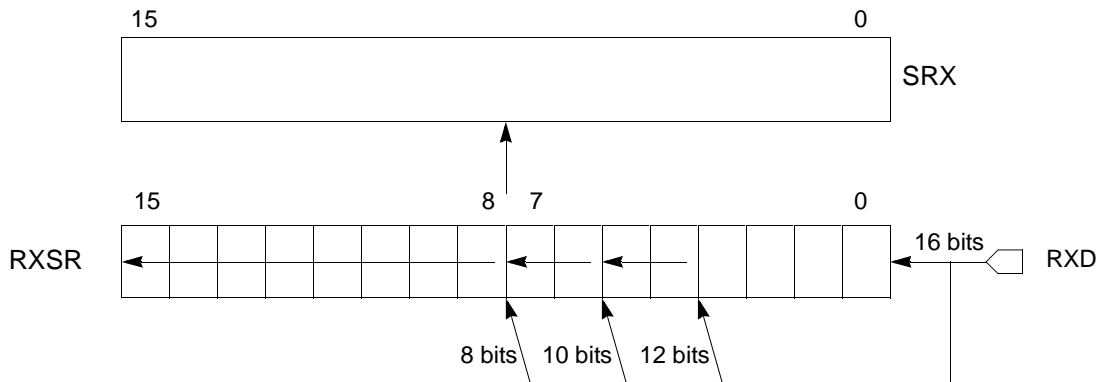 15 0
SRX
15 8 7 0
RXSR 16 bits RXD
8 bits 10 bits 12 bits